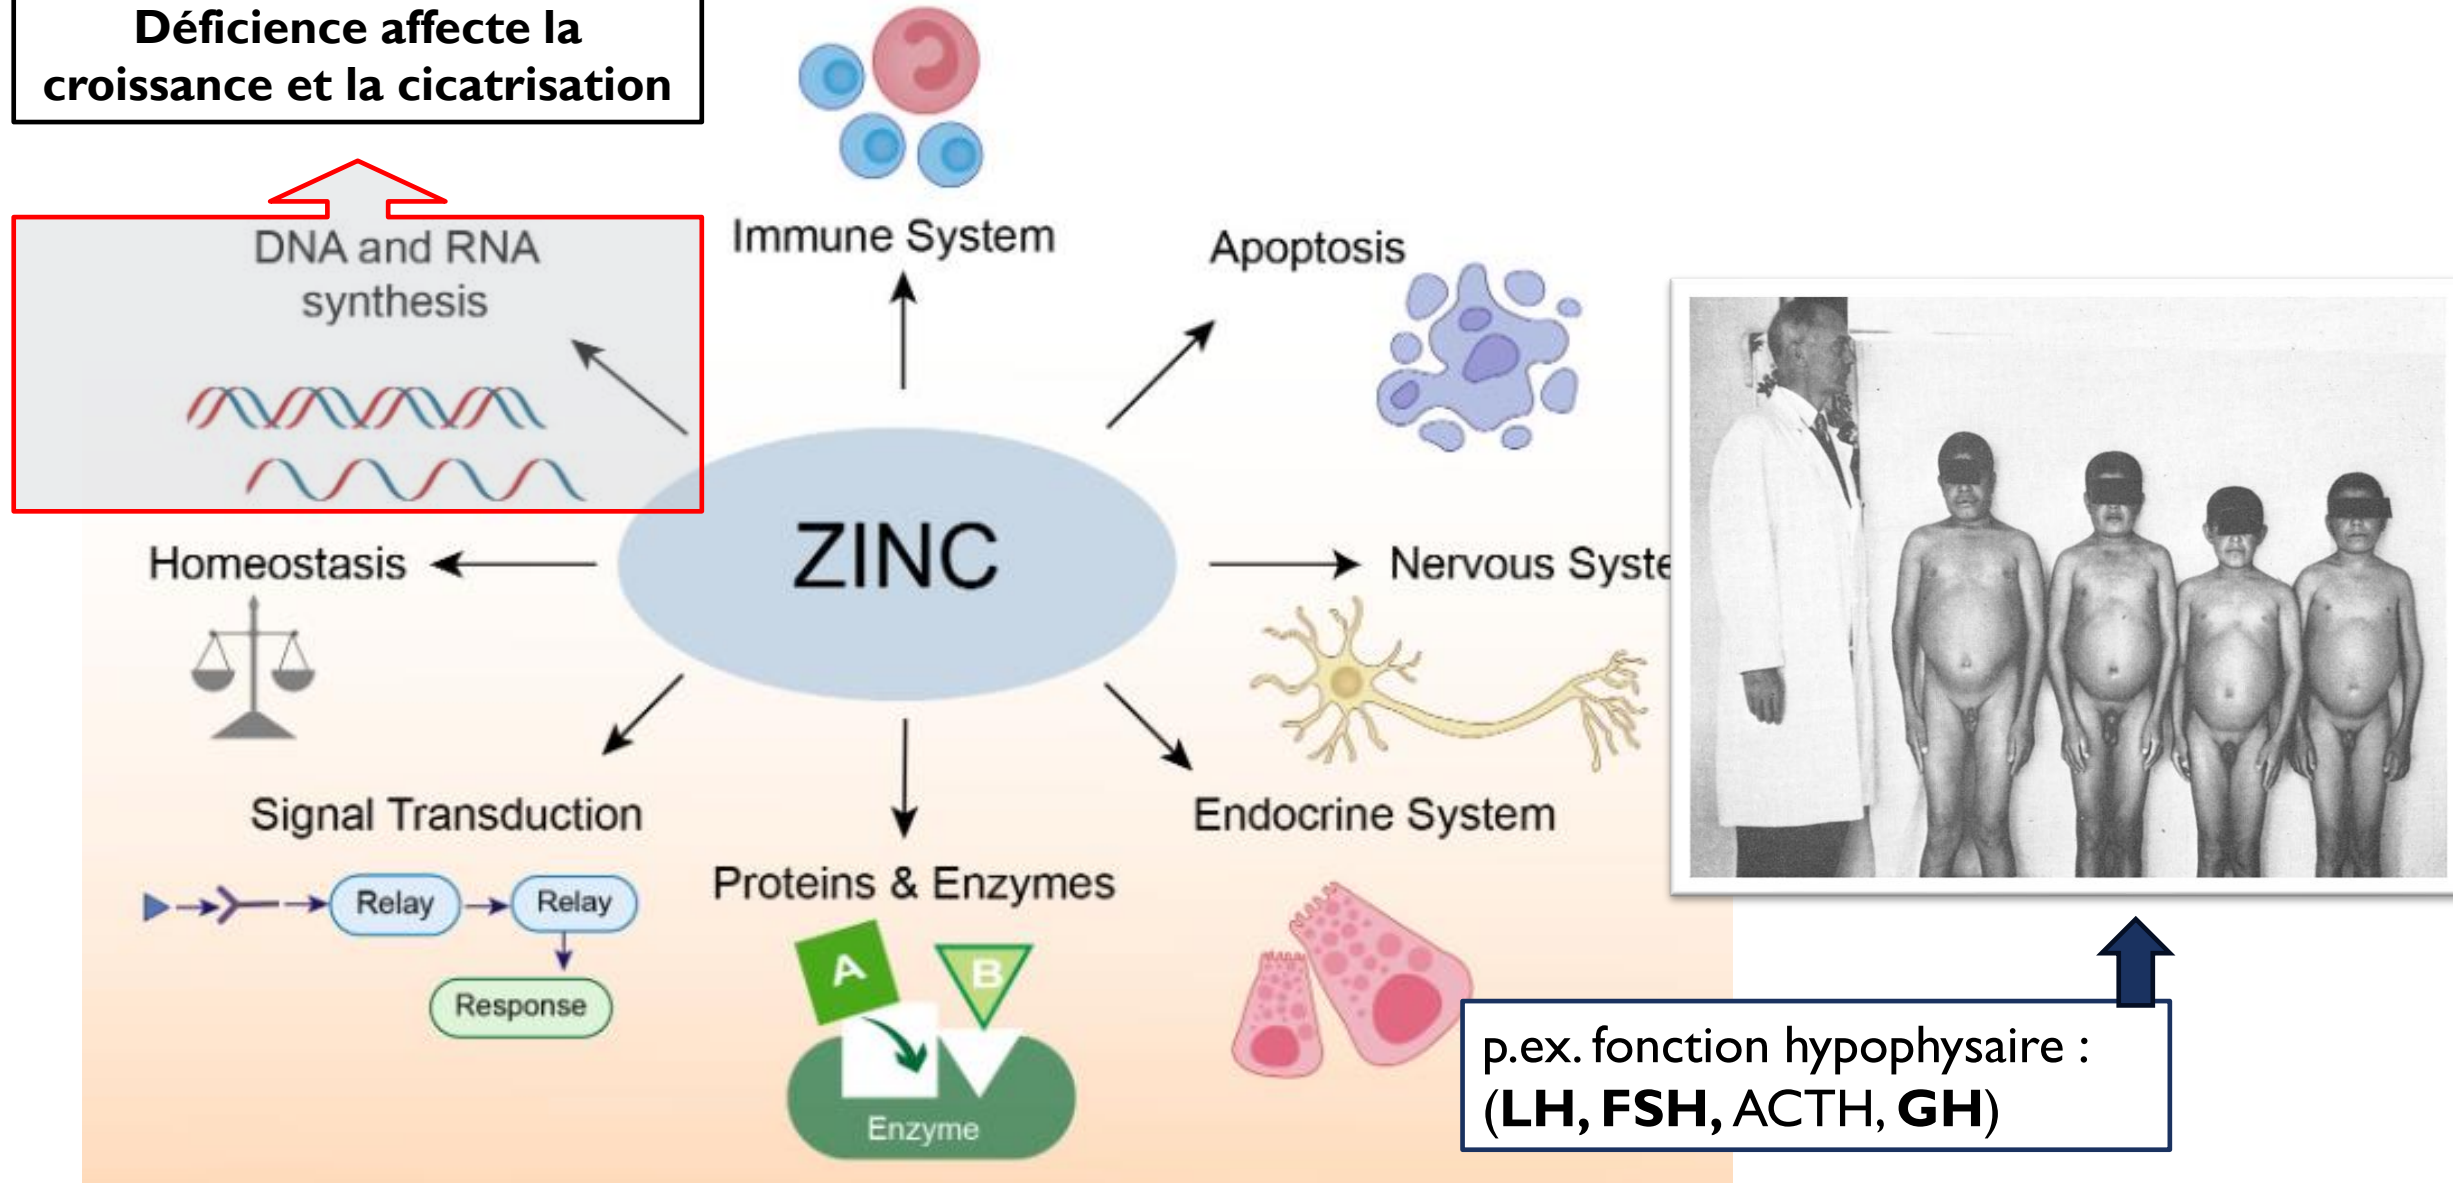 Déficience affecte la
croissance et la cicatrisation
DNA and RNA
synthesis
Immune System
Apoptosis
ZINC
Homeostasis
Nervous Syste
Signal Transduction
Endocrine System
Proteins & Enzymes
Relay
Relay
Response
A
B
Enzyme
p.ex. fonction hypophysaire :
(LH, FSH, ACTH, GH)